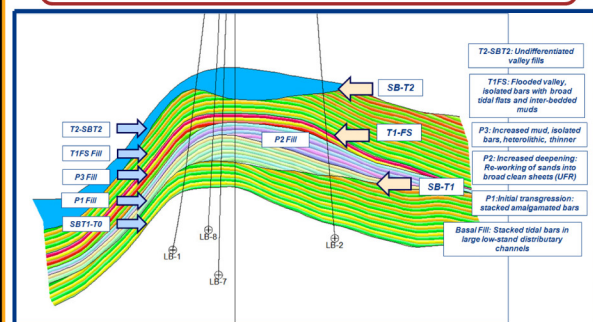 T2-SBT2
T1FS Fill
P3 Fill
P1 Fill
SBT1-T0
P2 Fill
SB-T2
T1-FS
SB-T1
LB-1
LB-8
LB-7
LB-2
T2-SBT2: Undifferentiated
valley fills
T1FS: Flooded valley,
isolated bars with broad
tidal flats and inter-bedded
muds
P3: Increased mud, isolated
bars, heterolithic, thinner
P2: Increased deepening:
Re-working of sands into
broad clean sheets (UFR)
P1:Initial transgression:
stacked amalgamated bars
Basal Fill: Stacked tidal bars in
large low-stand distributary
channels